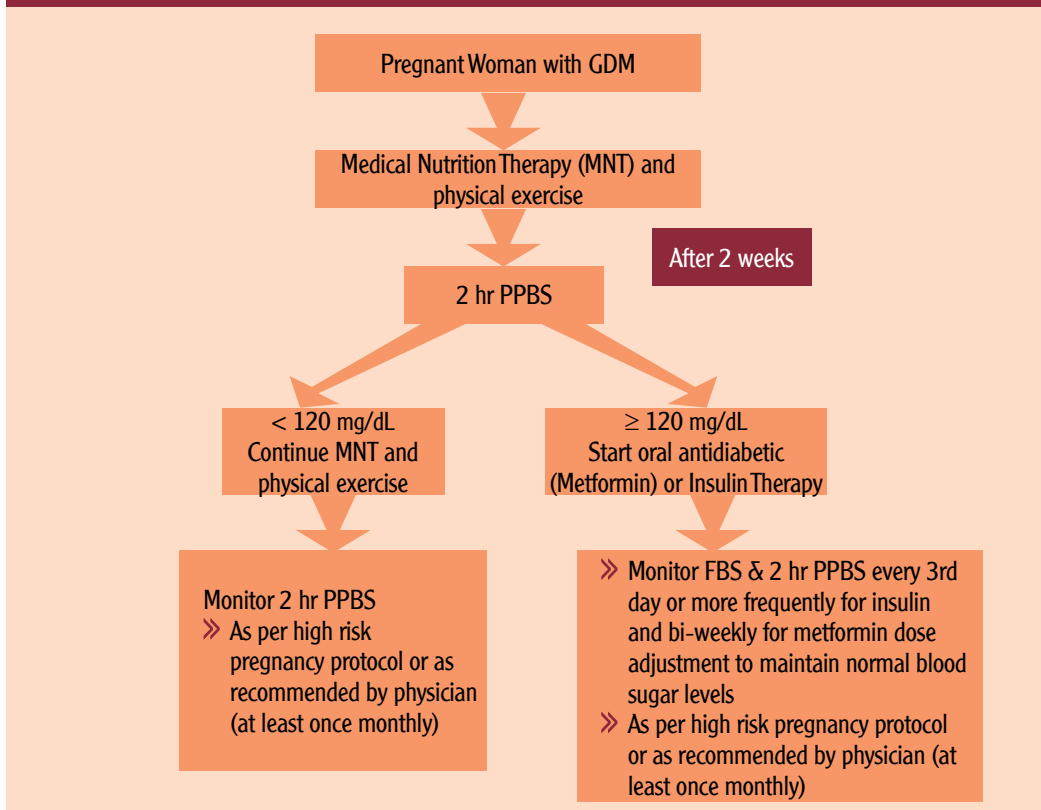 Pregnant Woman with GDM
Medical Nutrition Therapy (MNT) and
physical exercise
After 2 weeks
2 hr PPBS
< 120 mg/dL
Continue MNT and
physical exercise
≥ 120 mg/dL
Start oral antidiabetic
(Metformin) or Insulin Therapy
Monitor 2 hr PPBS
» As per high risk
pregnancy protocol or as
recommended by physician
(at least once monthly)
» Monitor FBS & 2 hr PPBS every 3rd
day or more frequently for insulin
and bi-weekly for metformin dose
adjustment to maintain normal blood
sugar levels
» As per high risk pregnancy protocol
or as recommended by physician (at
least once monthly)